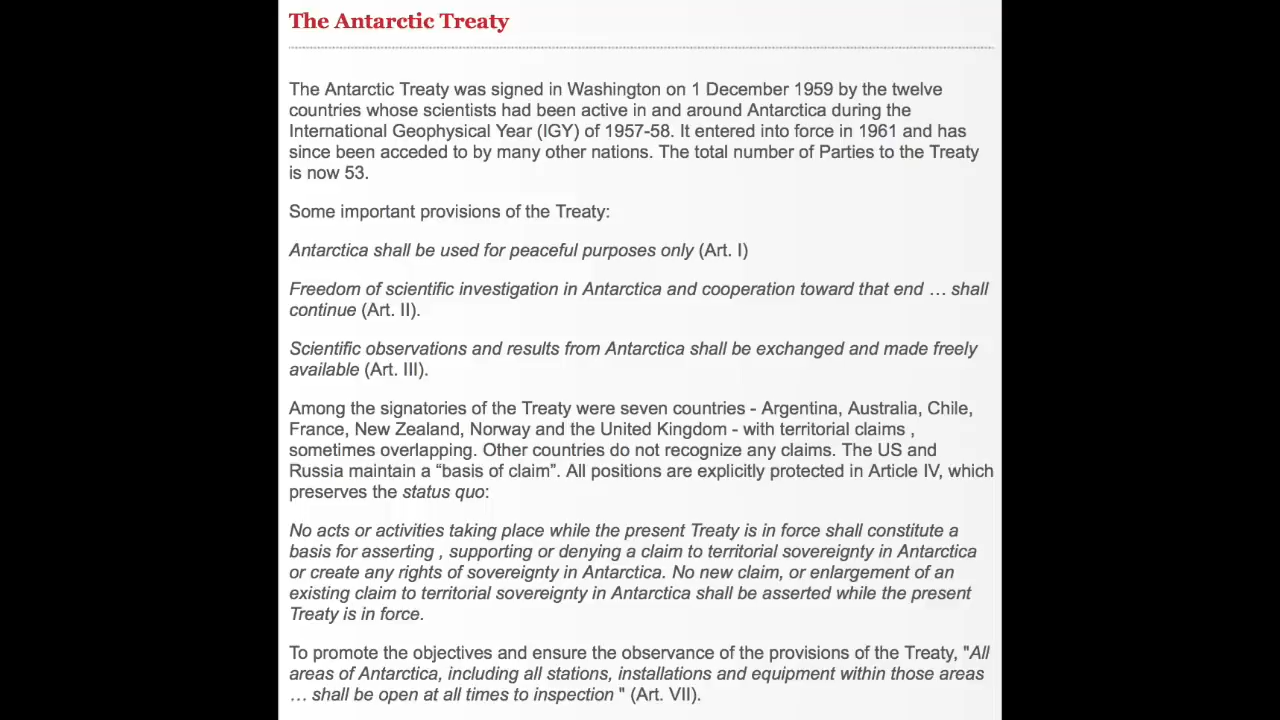 The Antarctic Treaty
The Antarctic Treaty was signed in Washington on 1 December 1959 by the twelve
countries whose scientists had been active in and around Antarctica during the
International Geophysical Year (IGY) of 1957-58. It entered into force in 1961 and has
since been acceded to by many other nations. The total number of Parties to the Treaty
is now 53.
Some important provisions of the Treaty:
Antarctica shall be used for peaceful purposes only (Art. I)
Freedom of scientific investigation in Antarctica and cooperation toward that end … shall
continue (Art. II).
Scientific observations and results from Antarctica shall be exchanged and made freely
available (Art. III).
Among the signatories of the Treaty were seven countries - Argentina, Australia, Chile,
France, New Zealand, Norway and the United Kingdom - with territorial claims ,
sometimes overlapping. Other countries do not recognize any claims. The US and
Russia maintain a “basis of claim”. All positions are explicitly protected in Article IV, which
preserves the status quo:
No acts or activities taking place while the present Treaty is in force shall constitute a
basis for asserting , supporting or denying a claim to territorial sovereignty in Antarctica
or create any rights of sovereignty in Antarctica. No new claim, or enlargement of an
existing claim to territorial sovereignty in Antarctica shall be asserted while the present
Treaty is in force.
To promote the objectives and ensure the observance of the provisions of the Treaty, "All
areas of Antarctica, including all stations, installations and equipment within those areas
… shall be open at all times to inspection " (Art. VII).